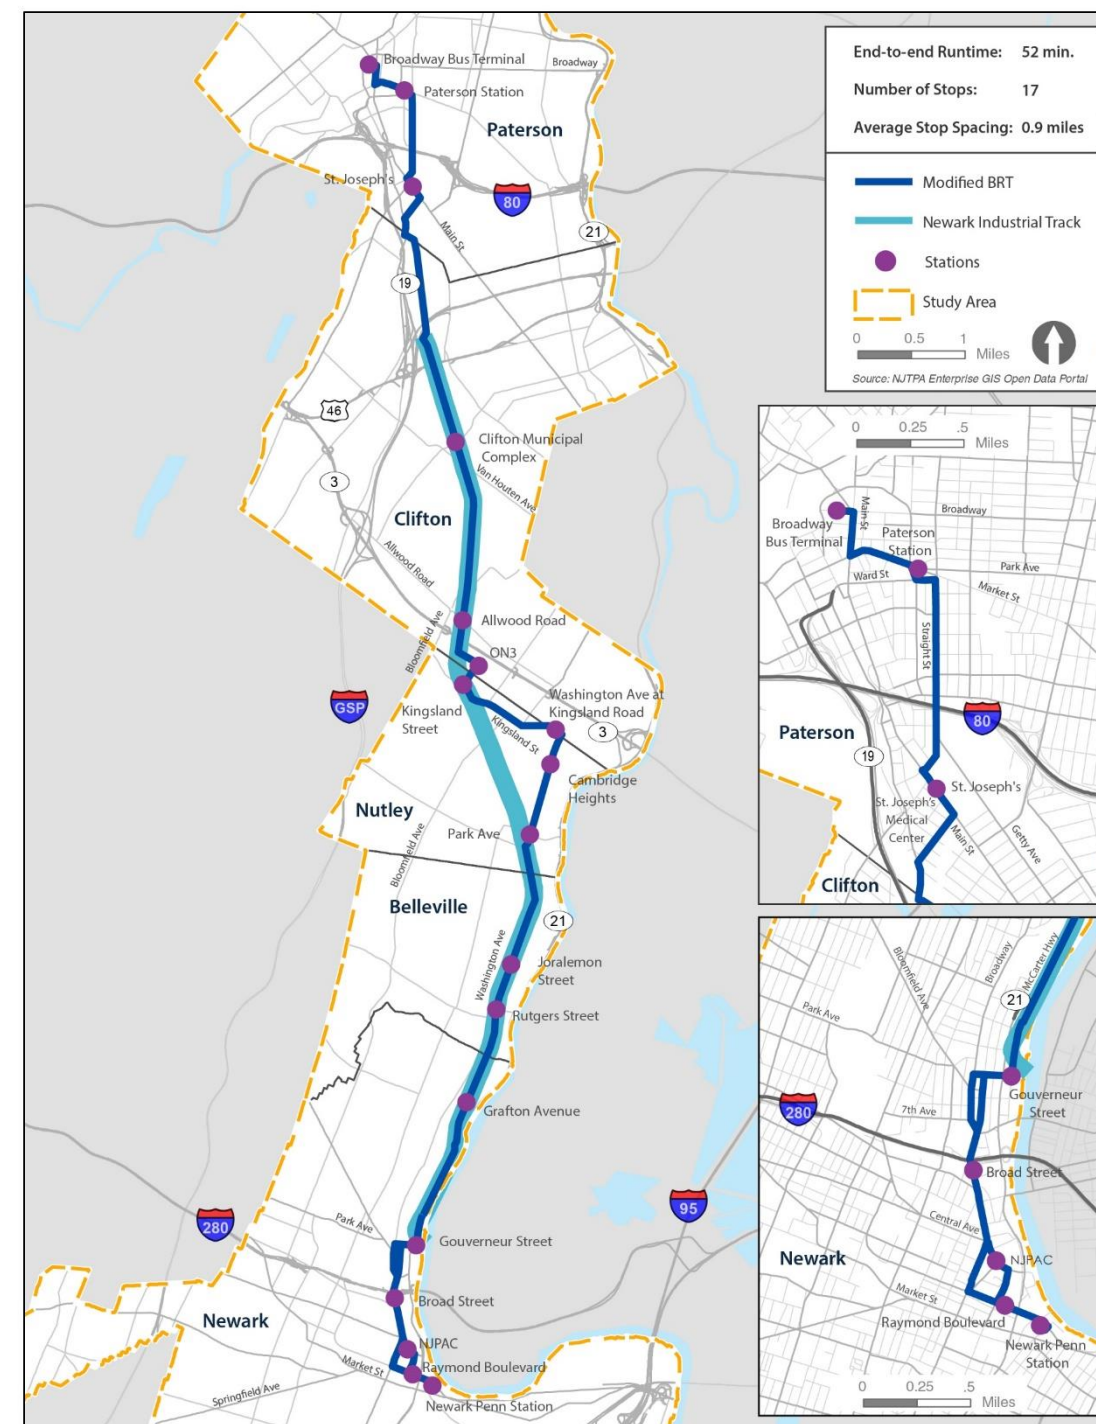 Broadway Bus Terminal
Broadway
Paterson Station
Paterson
St. Joseph's
80
21
Main St
19
46
Clifton Municipal
Complex
3
Van Houten Ave
Clifton
Allwood Road
Allwood Road
Bloomfield Ave
ON3
GSP
Washington Ave at
Kingsland Road
Kingsland
Street
Kingsland St
3
Cambridge
Heights
Nutley
Park Ave
Bloomfield Ave
Belleville
21
Washington Ave
Joralemon
Street
Rutgers Street
Grafton Avenue
95
280
Park Ave
Gouverneur Street
Broad Street
Newark
NJPAC
Market St
Raymond Boulevard
Springfield Ave
Newark Penn Station
End-to-end Runtime: 52 min.
Number of Stops: 17
Average Stop Spacing: 0.9 miles
Modified BRT
Newark Industrial Track
Stations
Study Area
0 0.5 1 Miles
Source: NJTPA Enterprise GIS Open Data Portal
0 0.25 .5
Miles
Main St
Broadway
Broadway
Bus Terminal
Paterson
Station
Park Ave
Ward St
Market St
Straight St
80
Paterson
19
St. Joseph's
St. Joseph's
Medical
Center
Main St
Getty Ave
Clifton
Bloomfield Ave
Broadway
McCarter Hwy
21
Park Ave
Gouverneur
Street
7th Ave
280
Broad Street
Central Ave
Newark
NJPAC
Market St
Raymond Boulevard
Newark Penn
Station
0 0.25 .5
Miles